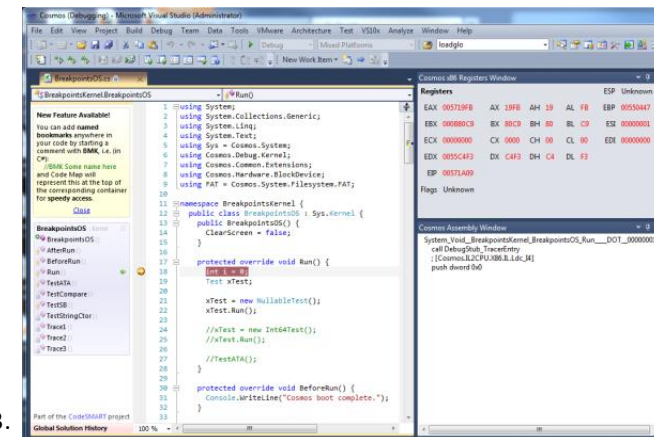 Cosmos (Debugging) - Microsoft Visual Studio (Administrator)
File Edit View Project Build Debug Team Data Tools VMware Architecture Test VS10x Analyze Window Help
Debug Mixed Platforms loadglo
New Work Item
BreakpointsOS.cs
BreakpointsKernel.BreakpointsOS Run()
New Feature Available!
You can add named
bookmarks anywhere in
your code by starting a
comment with BMK, i.e. (in
C#):
//BMK Some name here
and Code Map will
represent this at the top of
the corresponding container
for speedy access.
Close
BreakpointsOS
BreakpointsOS
AfterRun
BeforeRun
Run
TestATA
TestCompare
TestSB
TestStringCtor
Trace1
Trace2
Trace3
Part of the CodeSMART project
Global Solution History
1 using System;
2 using System.Collections.Generic;
3 using System.Linq;
4 using System.Text;
5 using Sys = Cosmos.System;
6 using Cosmos.Debug.Kernel;
7 using Cosmos.Common.Extensions;
8 using Cosmos.Hardware.BlockDevice;
9 using FAT = Cosmos.System.Filesystem.FAT;
10
11 namespace BreakpointsKernel {
12 public class BreakpointsOS : Sys.Kernel {
13 public BreakpointsOS() {
14 ClearScreen = false;
15 }
16
17 protected override void Run() {
18 int i = 0;
19 Test xTest;
20
21 xTest = new NullableTest();
22 xTest.Run();
23
24 //xTest = new Int64Test();
25 //xTest.Run();
26
27 //TestATA();
28 }
29
30 protected override void BeforeRun() {
31 Console.WriteLine("Cosmos boot complete.");
32 }
33
100 %
Cosmos x86 Registers Window
Registers ESP Unknown
EAX 005719FB AX 19FB AH 19 AL FB EBP 00550447
EBX 000880C9 BX 80C9 BH 80 BL C9 ESI 00000001
ECX 00000000 CX 0000 CH 00 CL 00 EDI 00000000
EDX 0055C4F3 DX C4F3 DH C4 DL F3
EIP 00571A09
Flags Unknown
Cosmos Assembly Window
System_Void__BreakpointsKernel_BreakpointsOS_Run___DOT__0000000
call DebugStub_TracerEntry
; [Cosmos.IL2CPU.X86.IL.Ldc_I4]
push dword 0x0